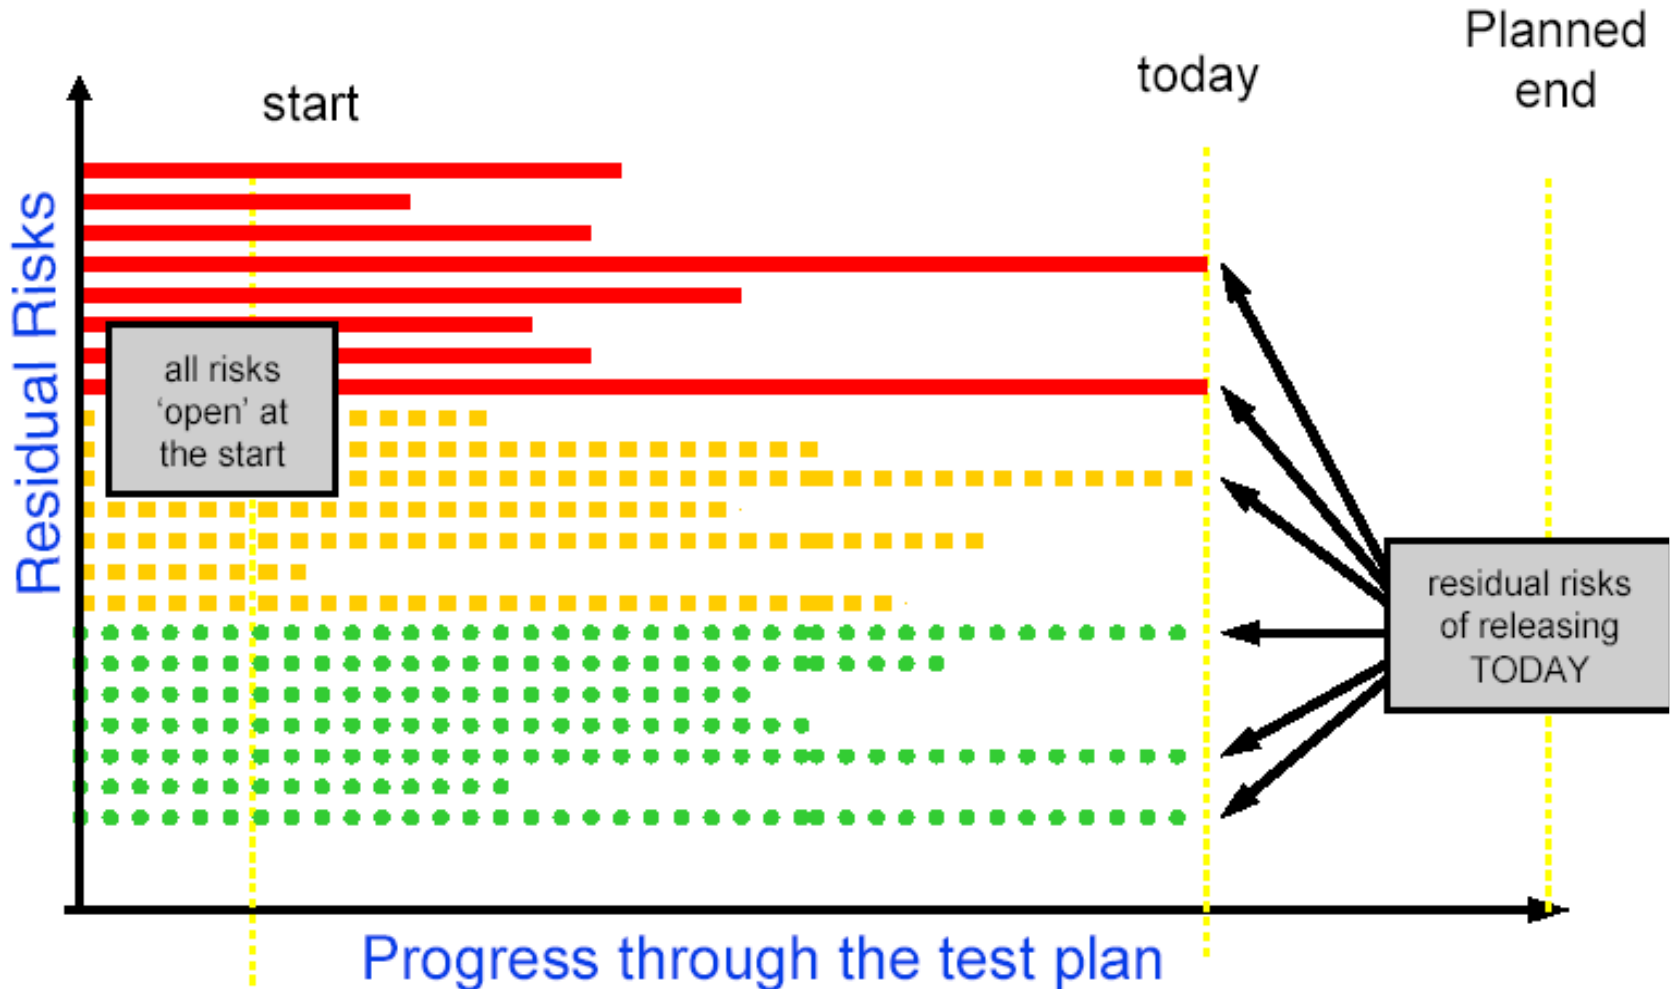 Planned
end
today
start
Residual Risks
all risks
‘open’ at
the start
residual risks
of releasing
TODAY
Progress through the test plan